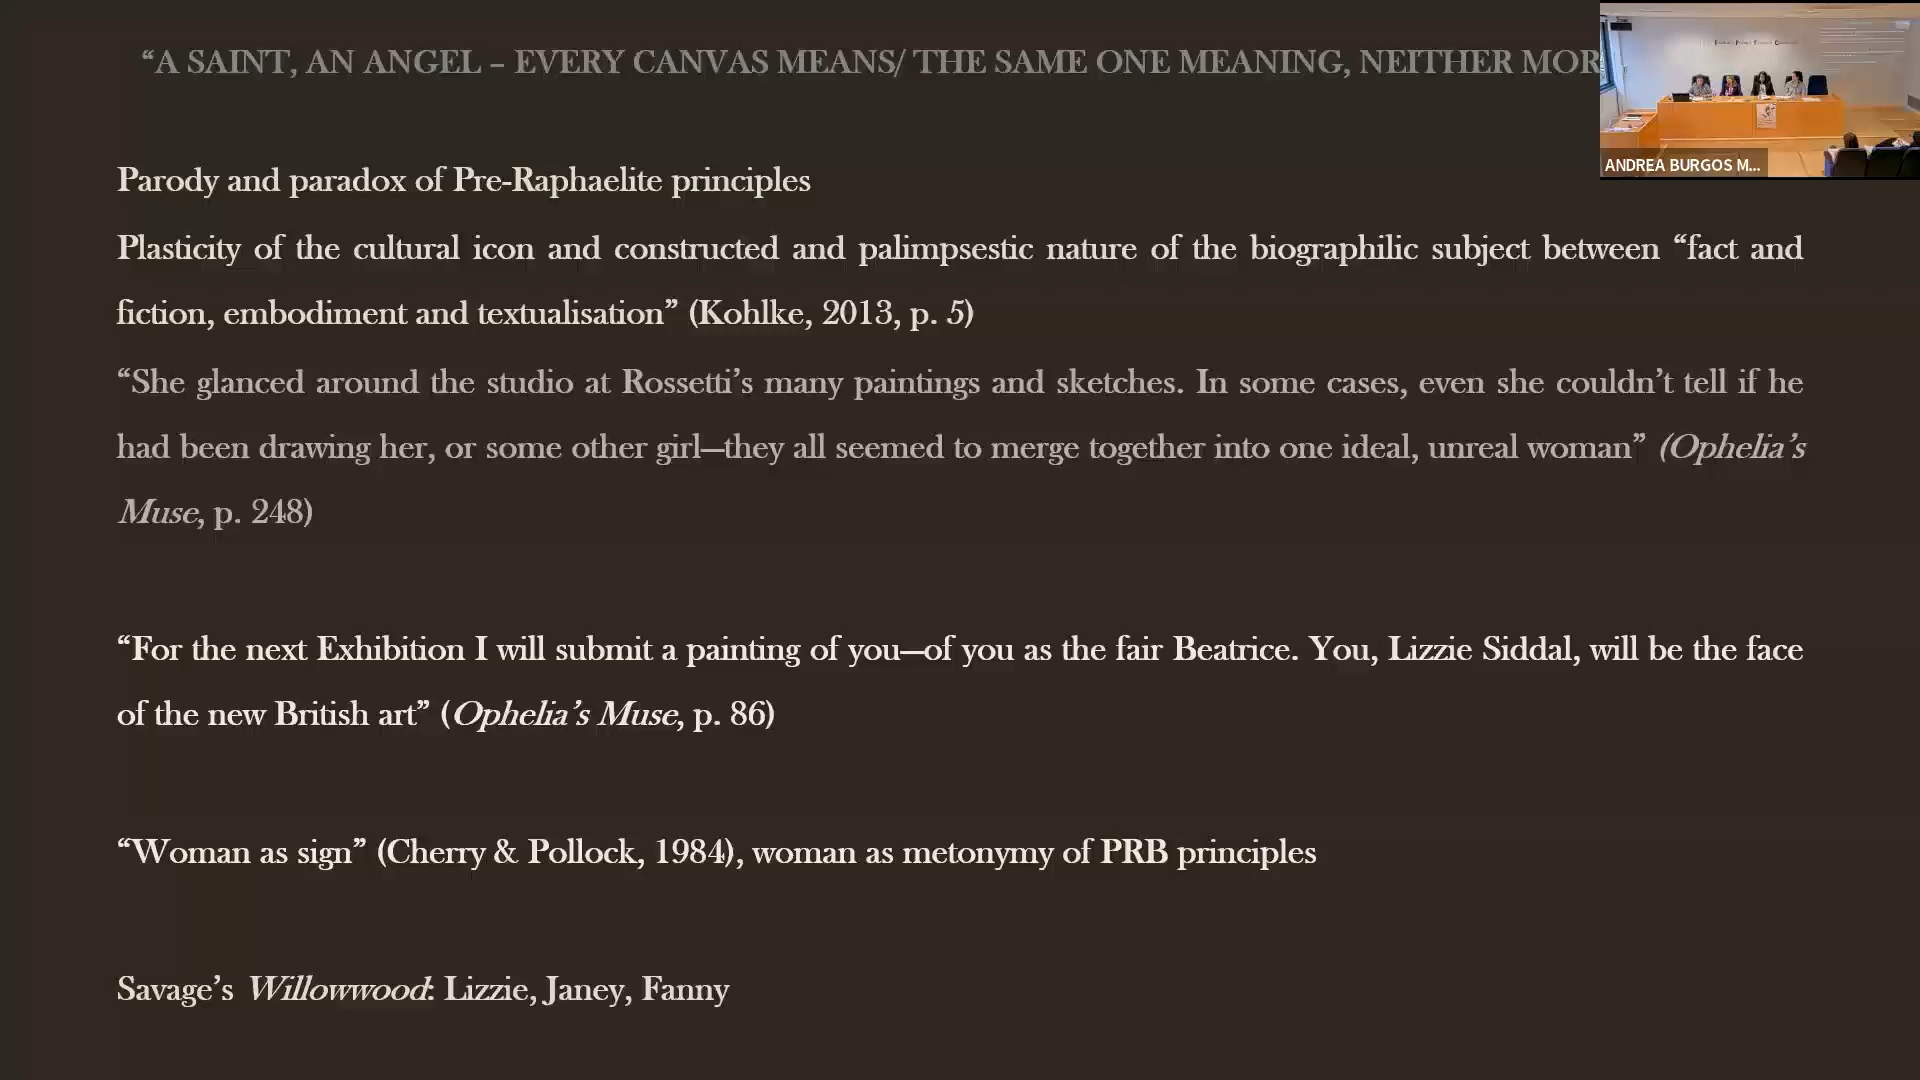 “A SAINT, AN ANGEL – EVERY CANVAS MEANS/ THE SAME ONE MEANING, NEITHER MOR
ANDREA BURGOS M...
Parody and paradox of Pre-Raphaelite principles
Plasticity of the cultural icon and constructed and palimpsestic nature of the biographilic subject between “fact and
fiction, embodiment and textualisation” (Kohlke, 2013, p. 5)
“She glanced around the studio at Rossetti’s many paintings and sketches. In some cases, even she couldn’t tell if he
had been drawing her, or some other girl—they all seemed to merge together into one ideal, unreal woman” (Ophelia’s
Muse, p. 248)
“For the next Exhibition I will submit a painting of you—of you as the fair Beatrice. You, Lizzie Siddal, will be the face
of the new British art” (Ophelia’s Muse, p. 86)
“Woman as sign” (Cherry & Pollock, 1984), woman as metonymy of PRB principles
Savage’s Willowwood: Lizzie, Janey, Fanny